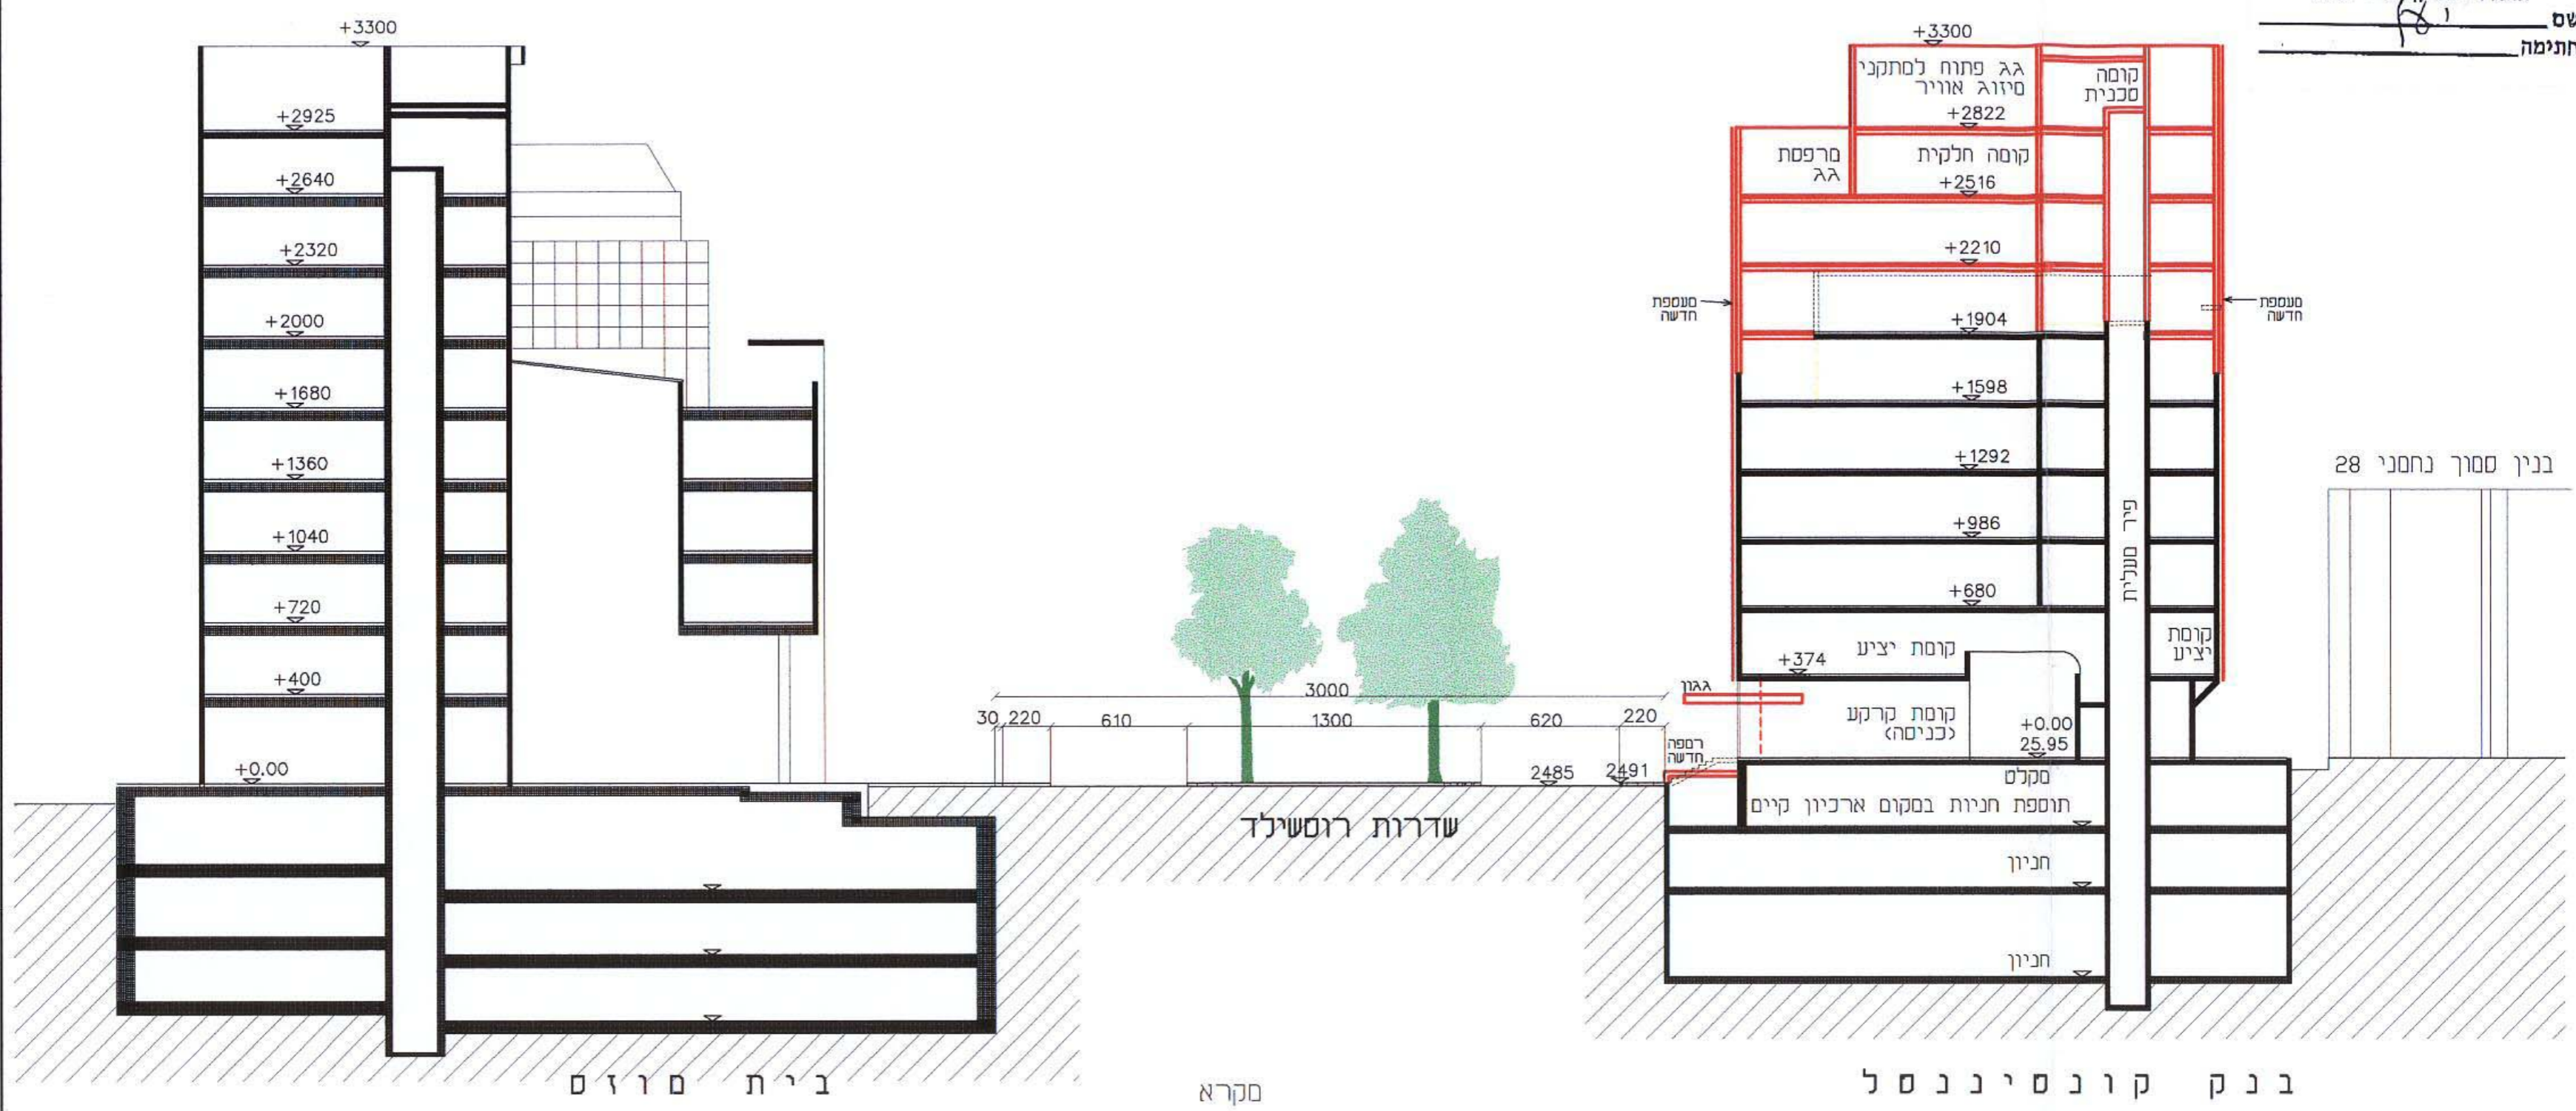 שם
חתימה
+3300
+2925
+2640
+2320
+2000
+1680
+1360
+1040
+720
+400
+0.00
בית מוזס
30
220
610
3000
1300
620
220
2485
2491
שדרות רוטשילד
מקרא
+3300
גג פתוח למתקני
מיזוג אוויר
קומה
טכנית
+2822
מרפסת
גג
קומה חלקית
+2516
+2210
מעטפת
חדשה
מעטפת
חדשה
+1904
+1598
+1292
+986
+680
פיר מעלית
קומת יציע
קומת
יציע
+374
גגון
קומת קרקע
(כניסה)
+0.00
25.95
רמפה
חדשה
מקלט
תוספת חניות במקום ארכיון קיים
חניון
חניון
בנין סמוך נחמני 28
בנק קונטיננטל